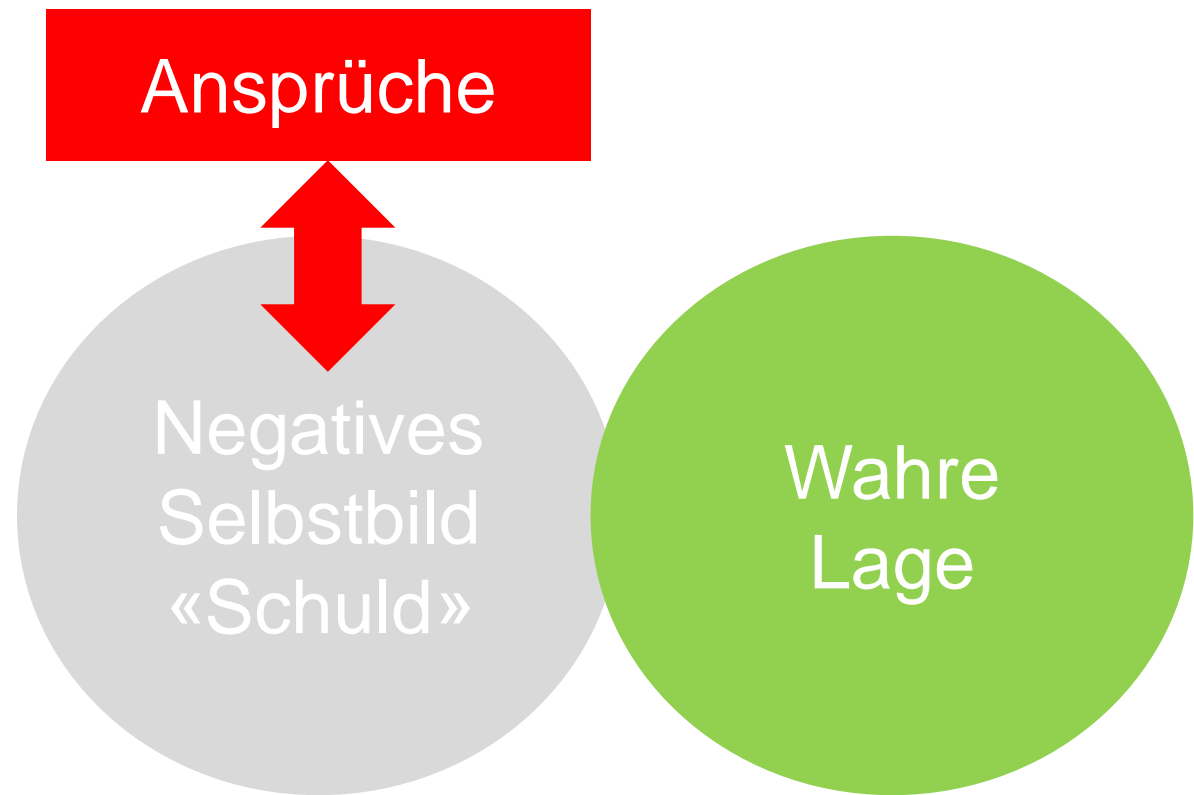 Ansprüche
Negatives
Selbstbild
«Schuld»
Wahre
Lage